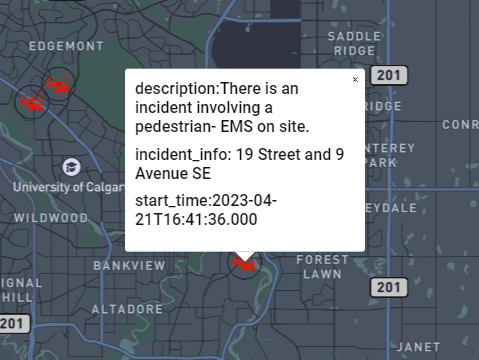 EDGEMONT
SADDLE
RIDGE
201
×
description:There is an
incident involving a
pedestrian- EMS on site.
incident_info: 19 Street and 9
Avenue SE
start_time:2023-04-
21T16:41:36.000
RIDGE
CONR
NTEREY
PARK
University of Calgar
WILDWOOD
EYDALE
BANKVIEW
FOREST
LAWN
IGNAL
HILL
ALTADORE
201
201
JANET